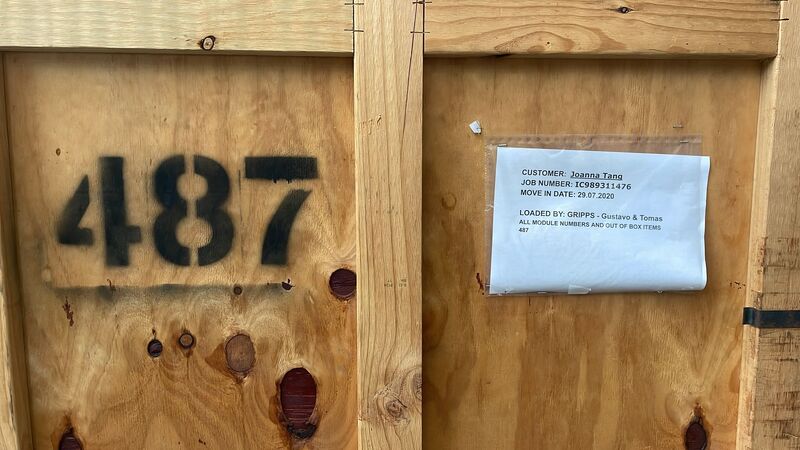 487
CUSTOMER: Joanna Tang
JOB NUMBER: IC989311476
MOVE IN DATE: 29.07.2020
LOADED BY: GRIPPS - Gustavo & Tomas
ALL MODULE NUMBERS AND OUT OF BOX ITEMS
487